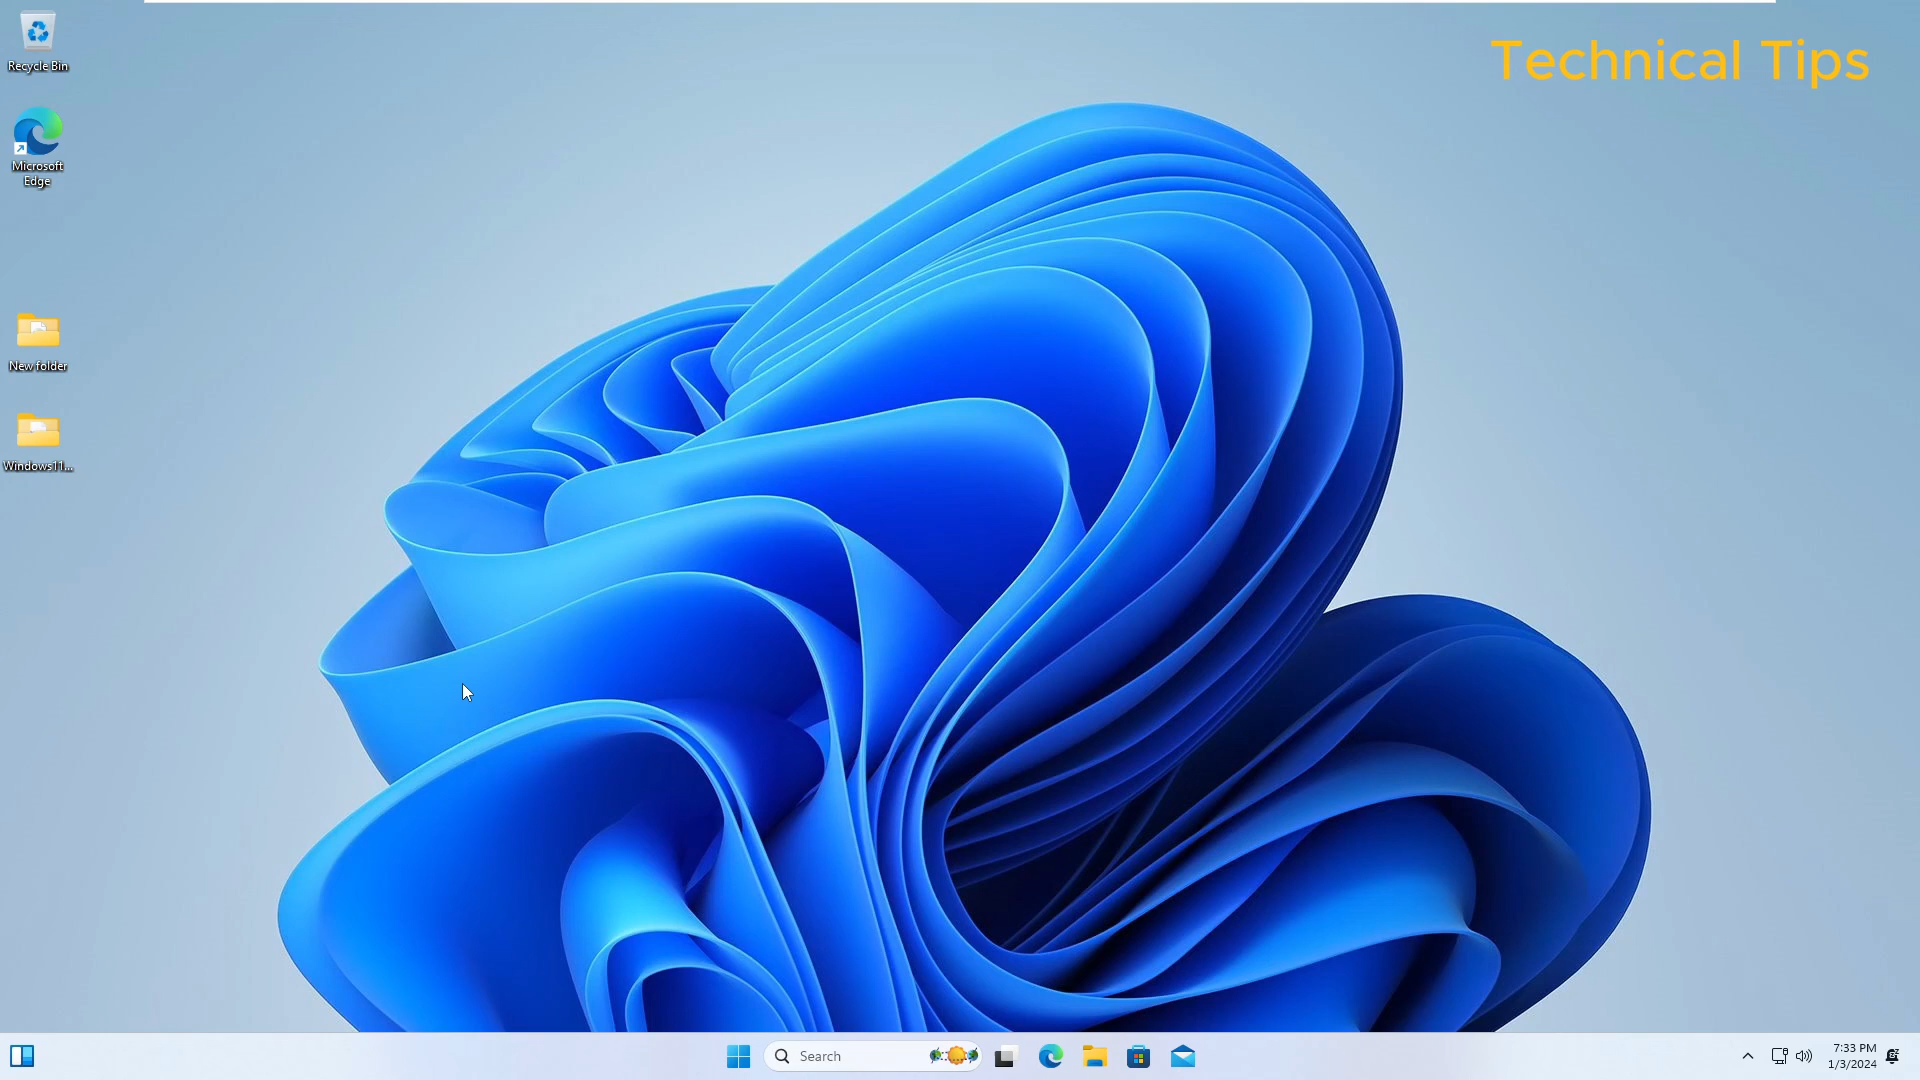 Technical Tips
Recycle Bin
Microsoft
Edge
New folder
Windows11...
Search
7:33 PM
1/3/2024